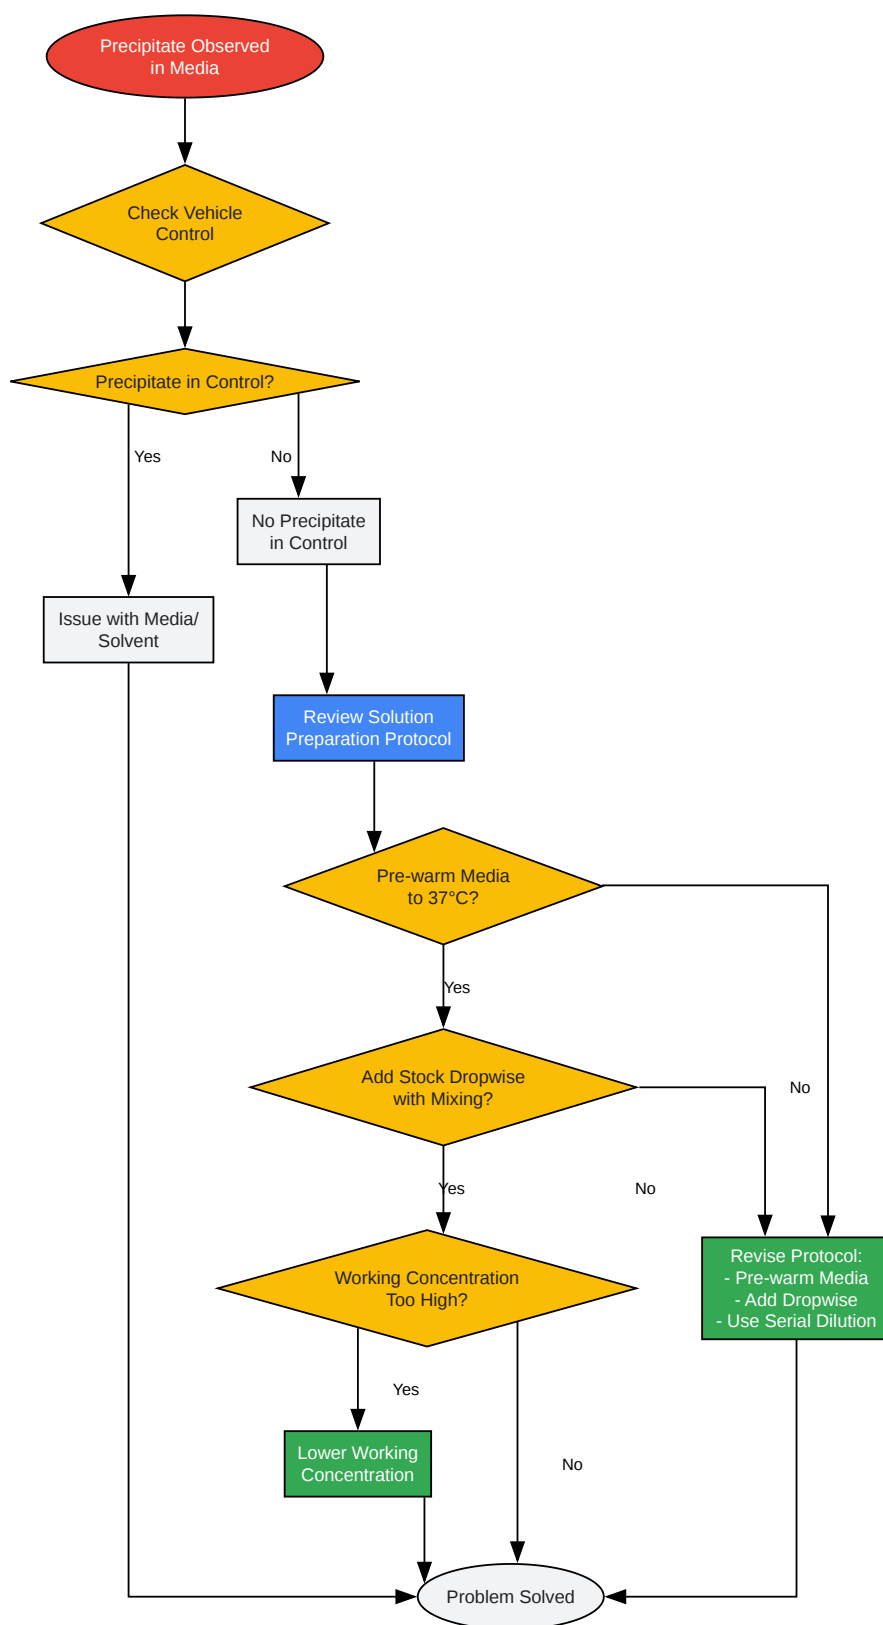 Precipitate Observed
in Media
Check Vehicle
Control
Precipitate in Control?
Yes
No
No Precipitate
in Control
Issue with Media/
Solvent
Review Solution
Preparation Protocol
Pre-warm Media
to 37°C?
Yes
Add Stock Dropwise
with Mixing?
No
Yes
No
Revise Protocol:
- Pre-warm Media
- Add Dropwise
- Use Serial Dilution
Working Concentration
Too High?
Yes
Lower Working
Concentration
No
Problem Solved